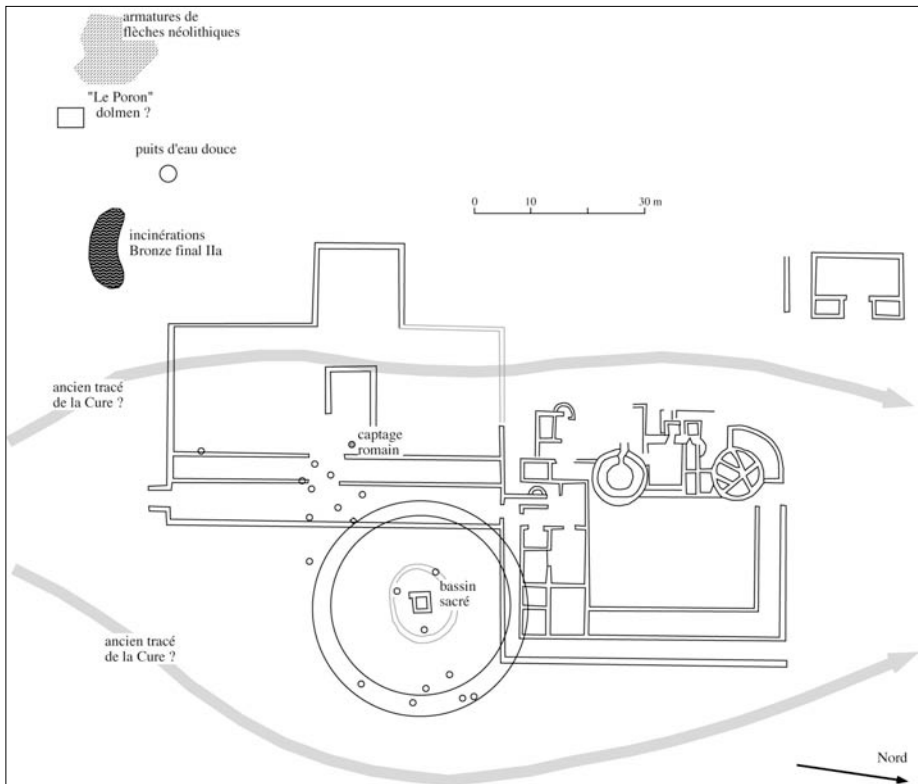 armatures de
flèches néolithiques
"Le Poron"
dolmen ?
puits d'eau douce
0 10 30 m
incinérations
Bronze final IIa
ancien tracé
de la Cure ?
captage
romain
bassin
sacré
ancien tracé
de la Cure ?
Nord